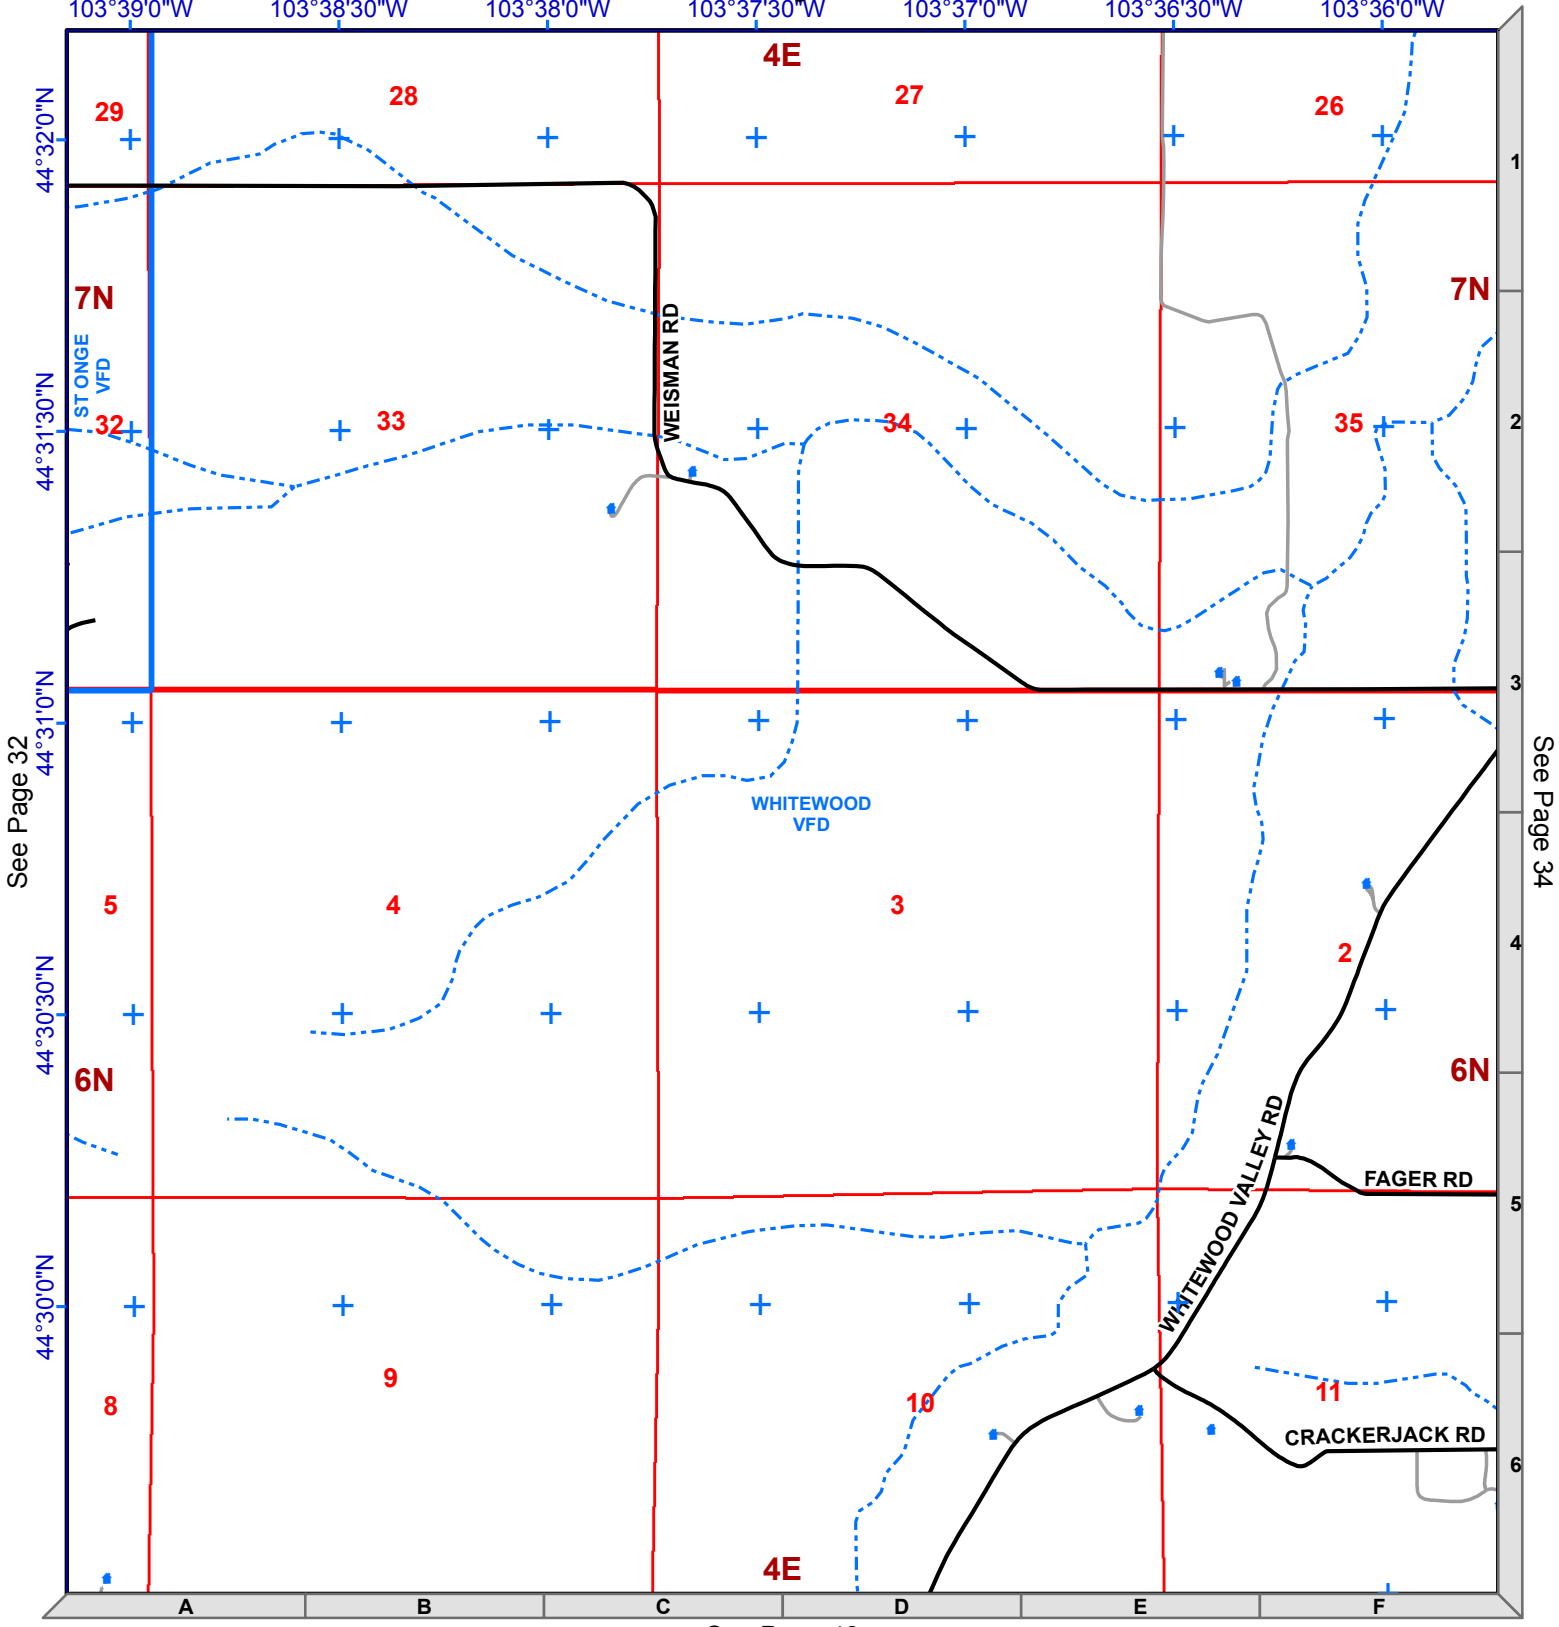 103°39'0"W 103°38'30"W 103°38'0"W 103°37'30"W 103°37'0"W 103°36'30"W 103°36'0"W
4E
29 28 27 26
44°32'0"N
1
7N 7N
ST ONGE
VFD
WEISMAN RD
32 33 34 35
44°31'30"N
2
3
44°31'0"N
See Page 32
See Page 34
WHITEWOOD
VFD
5 4 3 2
4
44°30'30"N
6N 6N
WHITEWOOD VALLEY RD
FAGER RD
5
44°30'0"N
8 9 10 11
CRACKERJACK RD
6
4E
A B C D E F